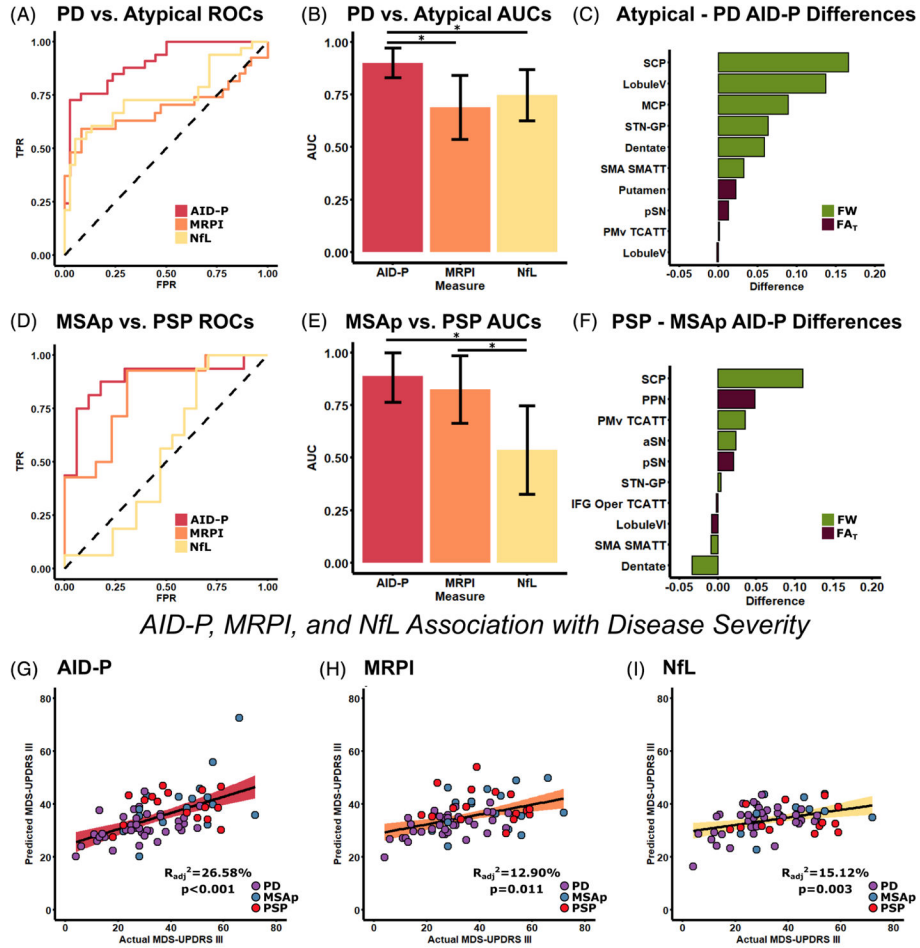 (A) PD vs. Atypical ROCs
1.00
0.75
0.50
0.25
0.00
TPR
AID-P
MRPI
NfL
0.00 0.25 0.50 0.75 1.00
FPR
(B) PD vs. Atypical AUCs
* *
1.00
0.75
0.50
0.25
0.00
AUC
AID-P MRPI NfL
Measure
(C) Atypical - PD AID-P Differences
SCP
LobuleV
MCP
STN-GP
Dentate
SMA SMATT
Putamen
pSN
PMv TCATT
LobuleV
FW
FAT
-0.05 0.00 0.05 0.10 0.15 0.20
Difference
(D) MSAp vs. PSP ROCs
1.00
0.75
0.50
0.25
0.00
TPR
AID-P
MRPI
NfL
0.00 0.25 0.50 0.75 1.00
FPR
(E) MSAp vs. PSP AUCs
* *
1.00
0.75
0.50
0.25
0.00
AUC
AID-P MRPI NfL
Measure
(F) PSP - MSAp AID-P Differences
SCP
PPN
PMv TCATT
aSN
pSN
STN-GP
IFG Oper TCATT
LobuleVI
SMA SMATT
Dentate
FW
FAT
-0.05 0.00 0.05 0.10 0.15 0.20
Difference
AID-P, MRPI, and NfL Association with Disease Severity
(G) AID-P
80
60
40
20
0
Predicted MDS-UPDRS III
Radj²=26.58%
p<0.001
PD
MSAp
PSP
0 20 40 60 80
Actual MDS-UPDRS III
(H) MRPI
80
60
40
20
0
Predicted MDS-UPDRS III
Radj²=12.90%
p=0.011
PD
MSAp
PSP
0 20 40 60 80
Actual MDS-UPDRS III
(I) NfL
80
60
40
20
0
Predicted MDS-UPDRS III
Radj²=15.12%
p=0.003
PD
MSAp
PSP
0 20 40 60 80
Actual MDS-UPDRS III